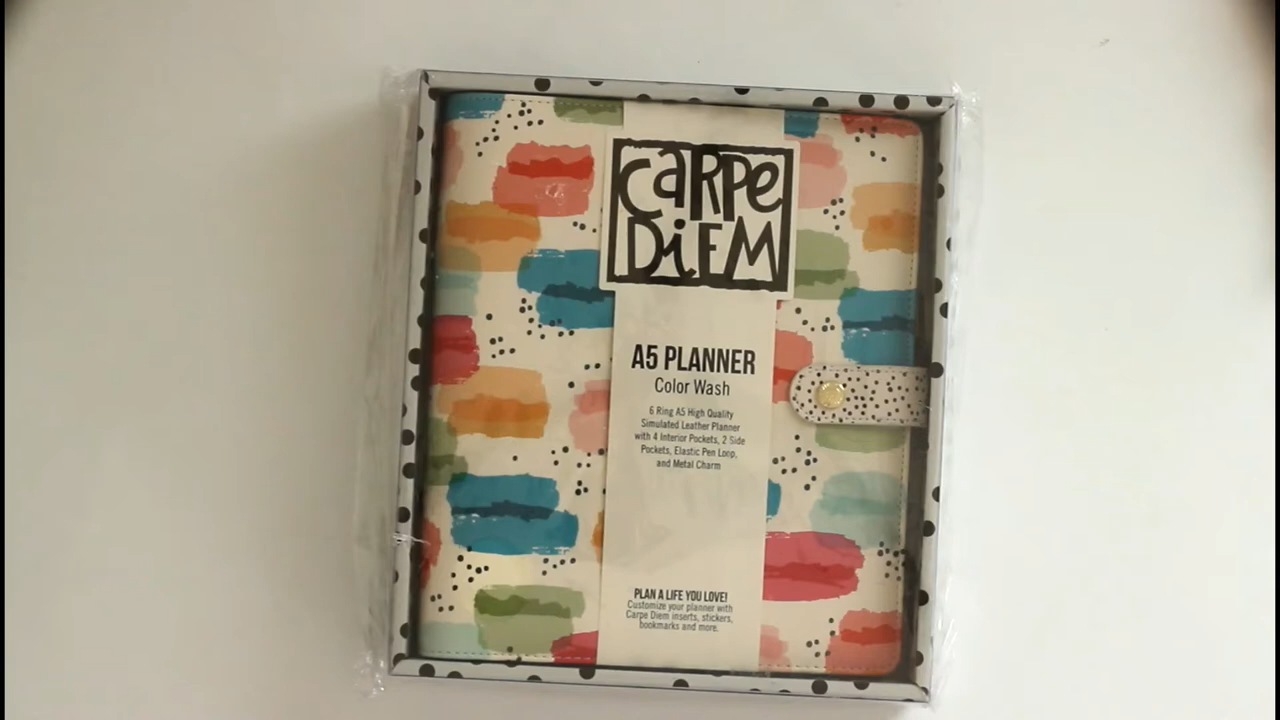 CARPE
DiEM
A5 PLANNER
Color Wash
6 Ring A5 High Quality
Simulated Leather Planner
with 4 Interior Pockets, 2 Side
Pockets, Elastic Pen Loop,
and Metal Charm
PLAN A LIFE YOU LOVE!
Customize your planner with
Carpe Diem inserts, stickers,
bookmarks and more.